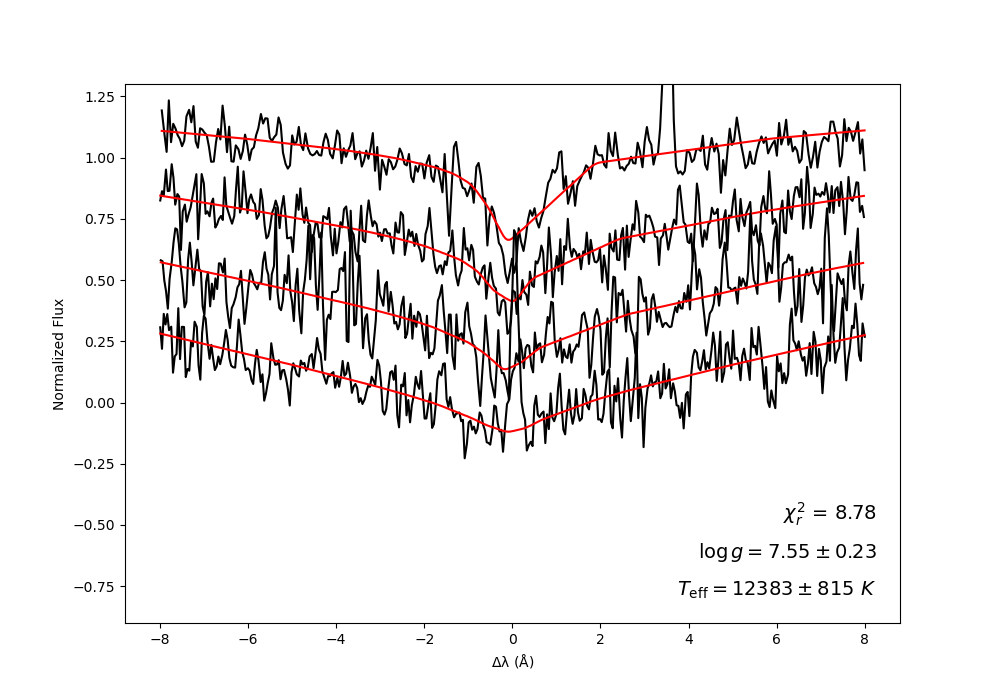 1.25
1.00
0.75
0.50
0.25
0.00
−0.25
−0.50
−0.75
Normalized Flux
χ²ᵣ = 8.78
log g = 7.55 ± 0.23
T_eff = 12383 ± 815 K
−8 −6 −4 −2 0 2 4 6 8
Δλ (Å)